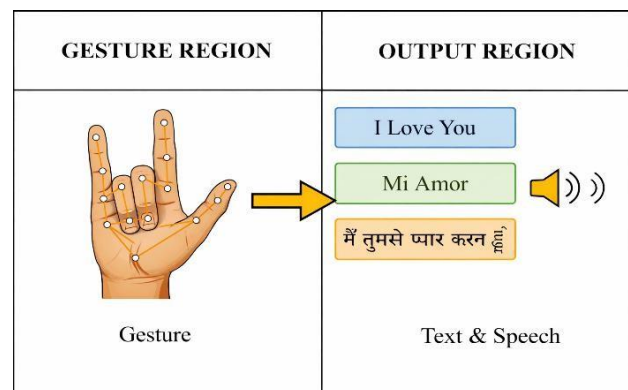 GESTURE REGION
OUTPUT REGION
I Love You
Mi Amor
मैं तुमसे प्यार करन
Gesture
Text & Speech